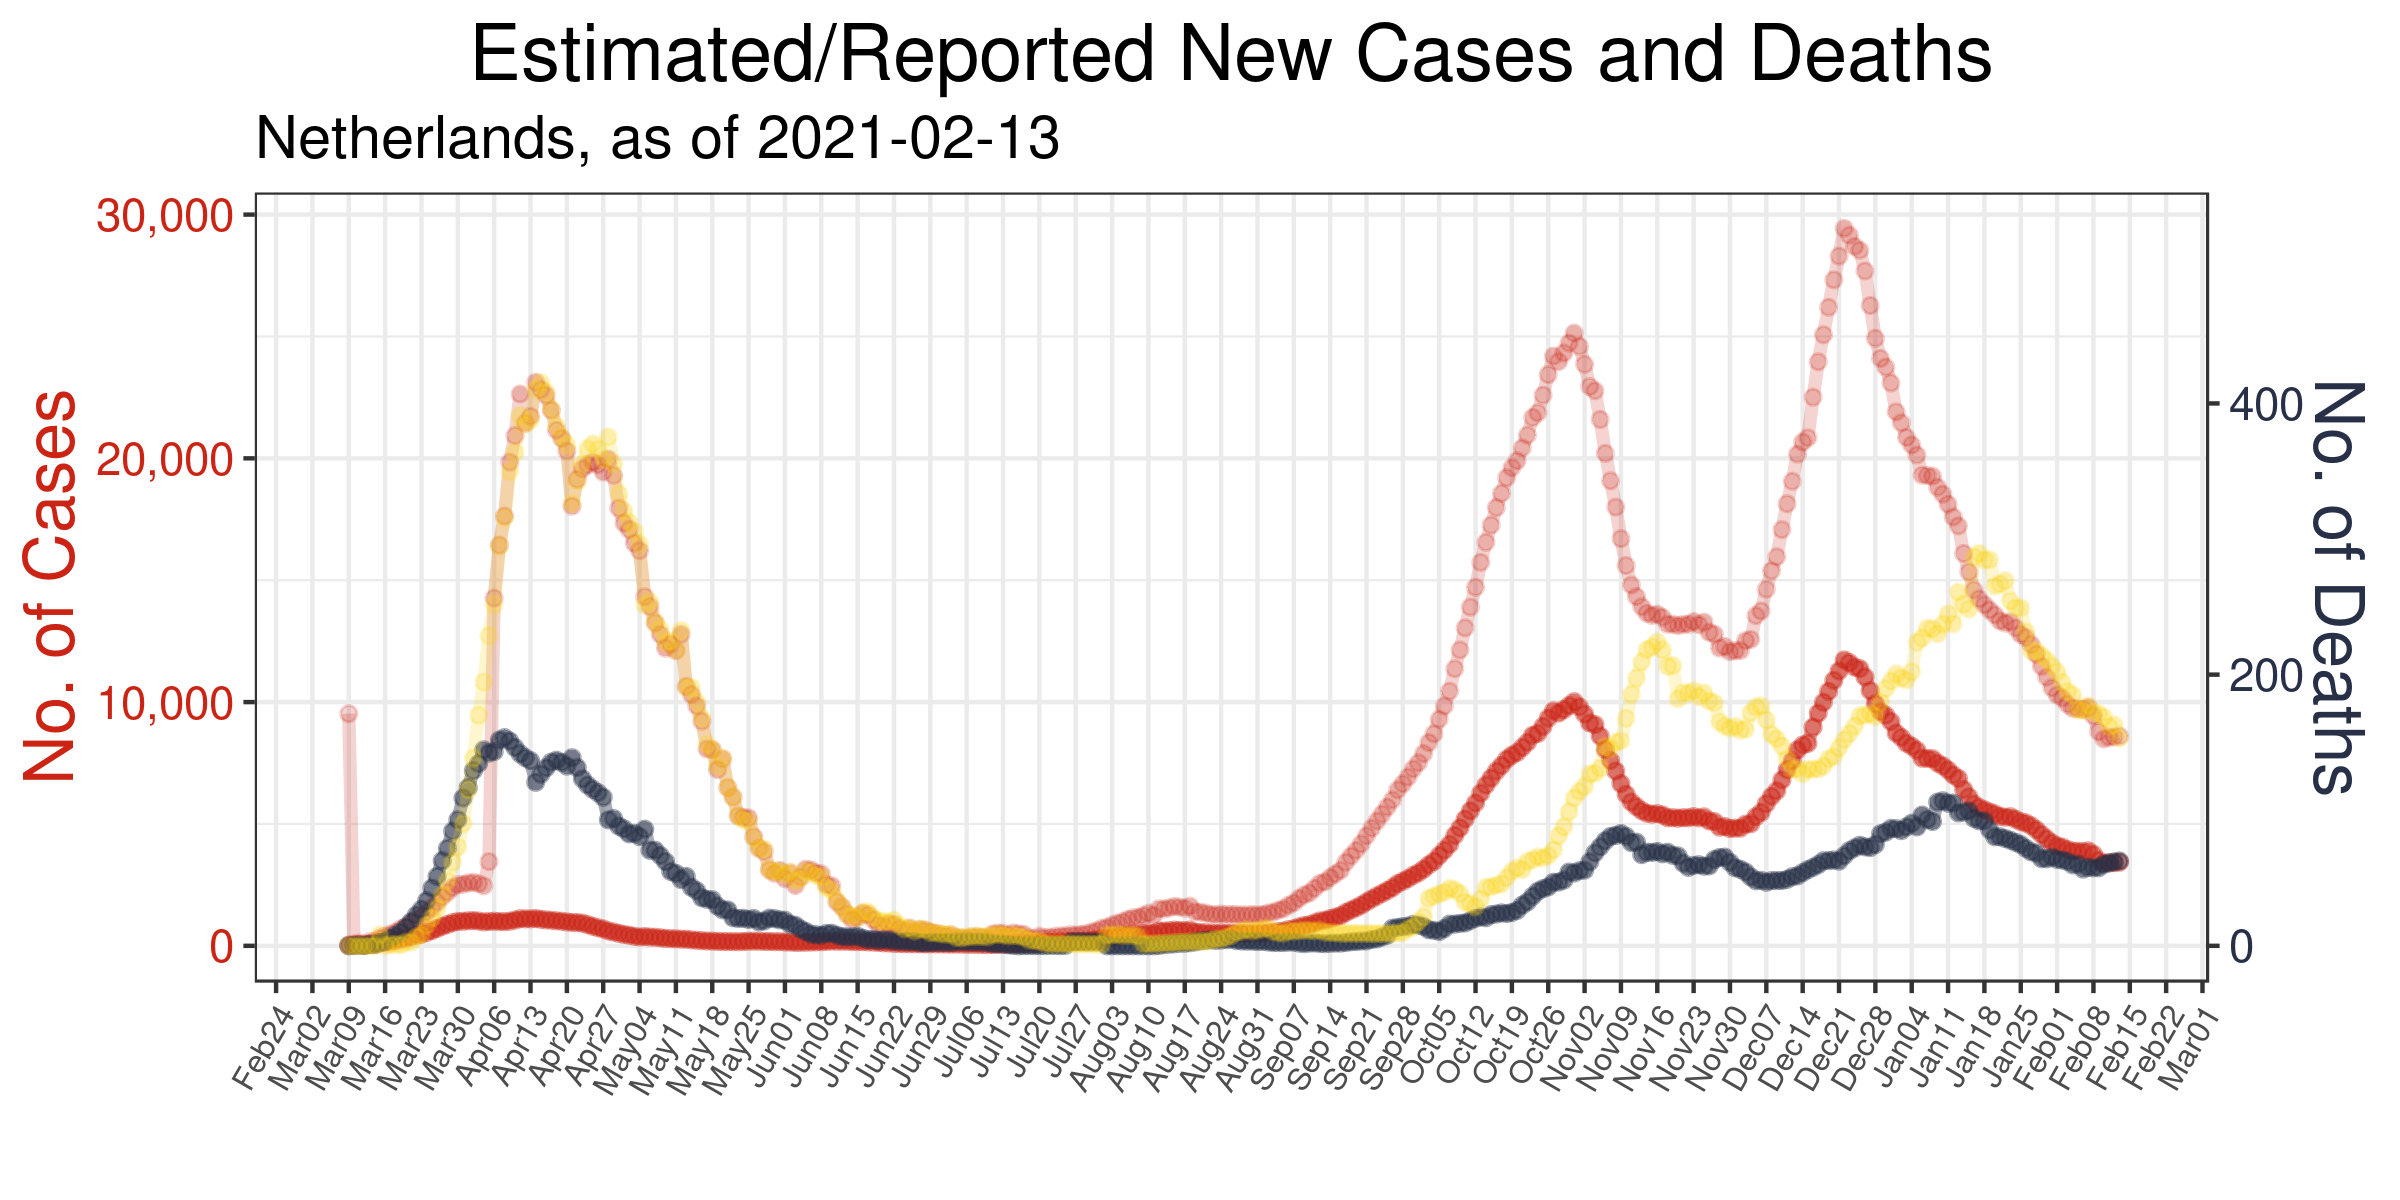 Estimated/Reported New Cases and Deaths
Netherlands, as of 2021-02-13
No. of Cases
30,000
20,000
10,000
0
400
200
0
No. of Deaths
Feb24
Mar02
Mar09
Mar16
Mar23
Mar30
Apr06
Apr13
Apr20
Apr27
May04
May11
May18
May25
Jun01
Jun08
Jun15
Jun22
Jun29
Jul06
Jul13
Jul20
Jul27
Aug03
Aug10
Aug17
Aug24
Aug31
Sep07
Sep14
Sep21
Sep28
Oct05
Oct12
Oct19
Oct26
Nov02
Nov09
Nov16
Nov23
Nov30
Dec07
Dec14
Dec21
Dec28
Jan04
Jan11
Jan18
Jan25
Feb01
Feb08
Feb15
Feb22
Mar01